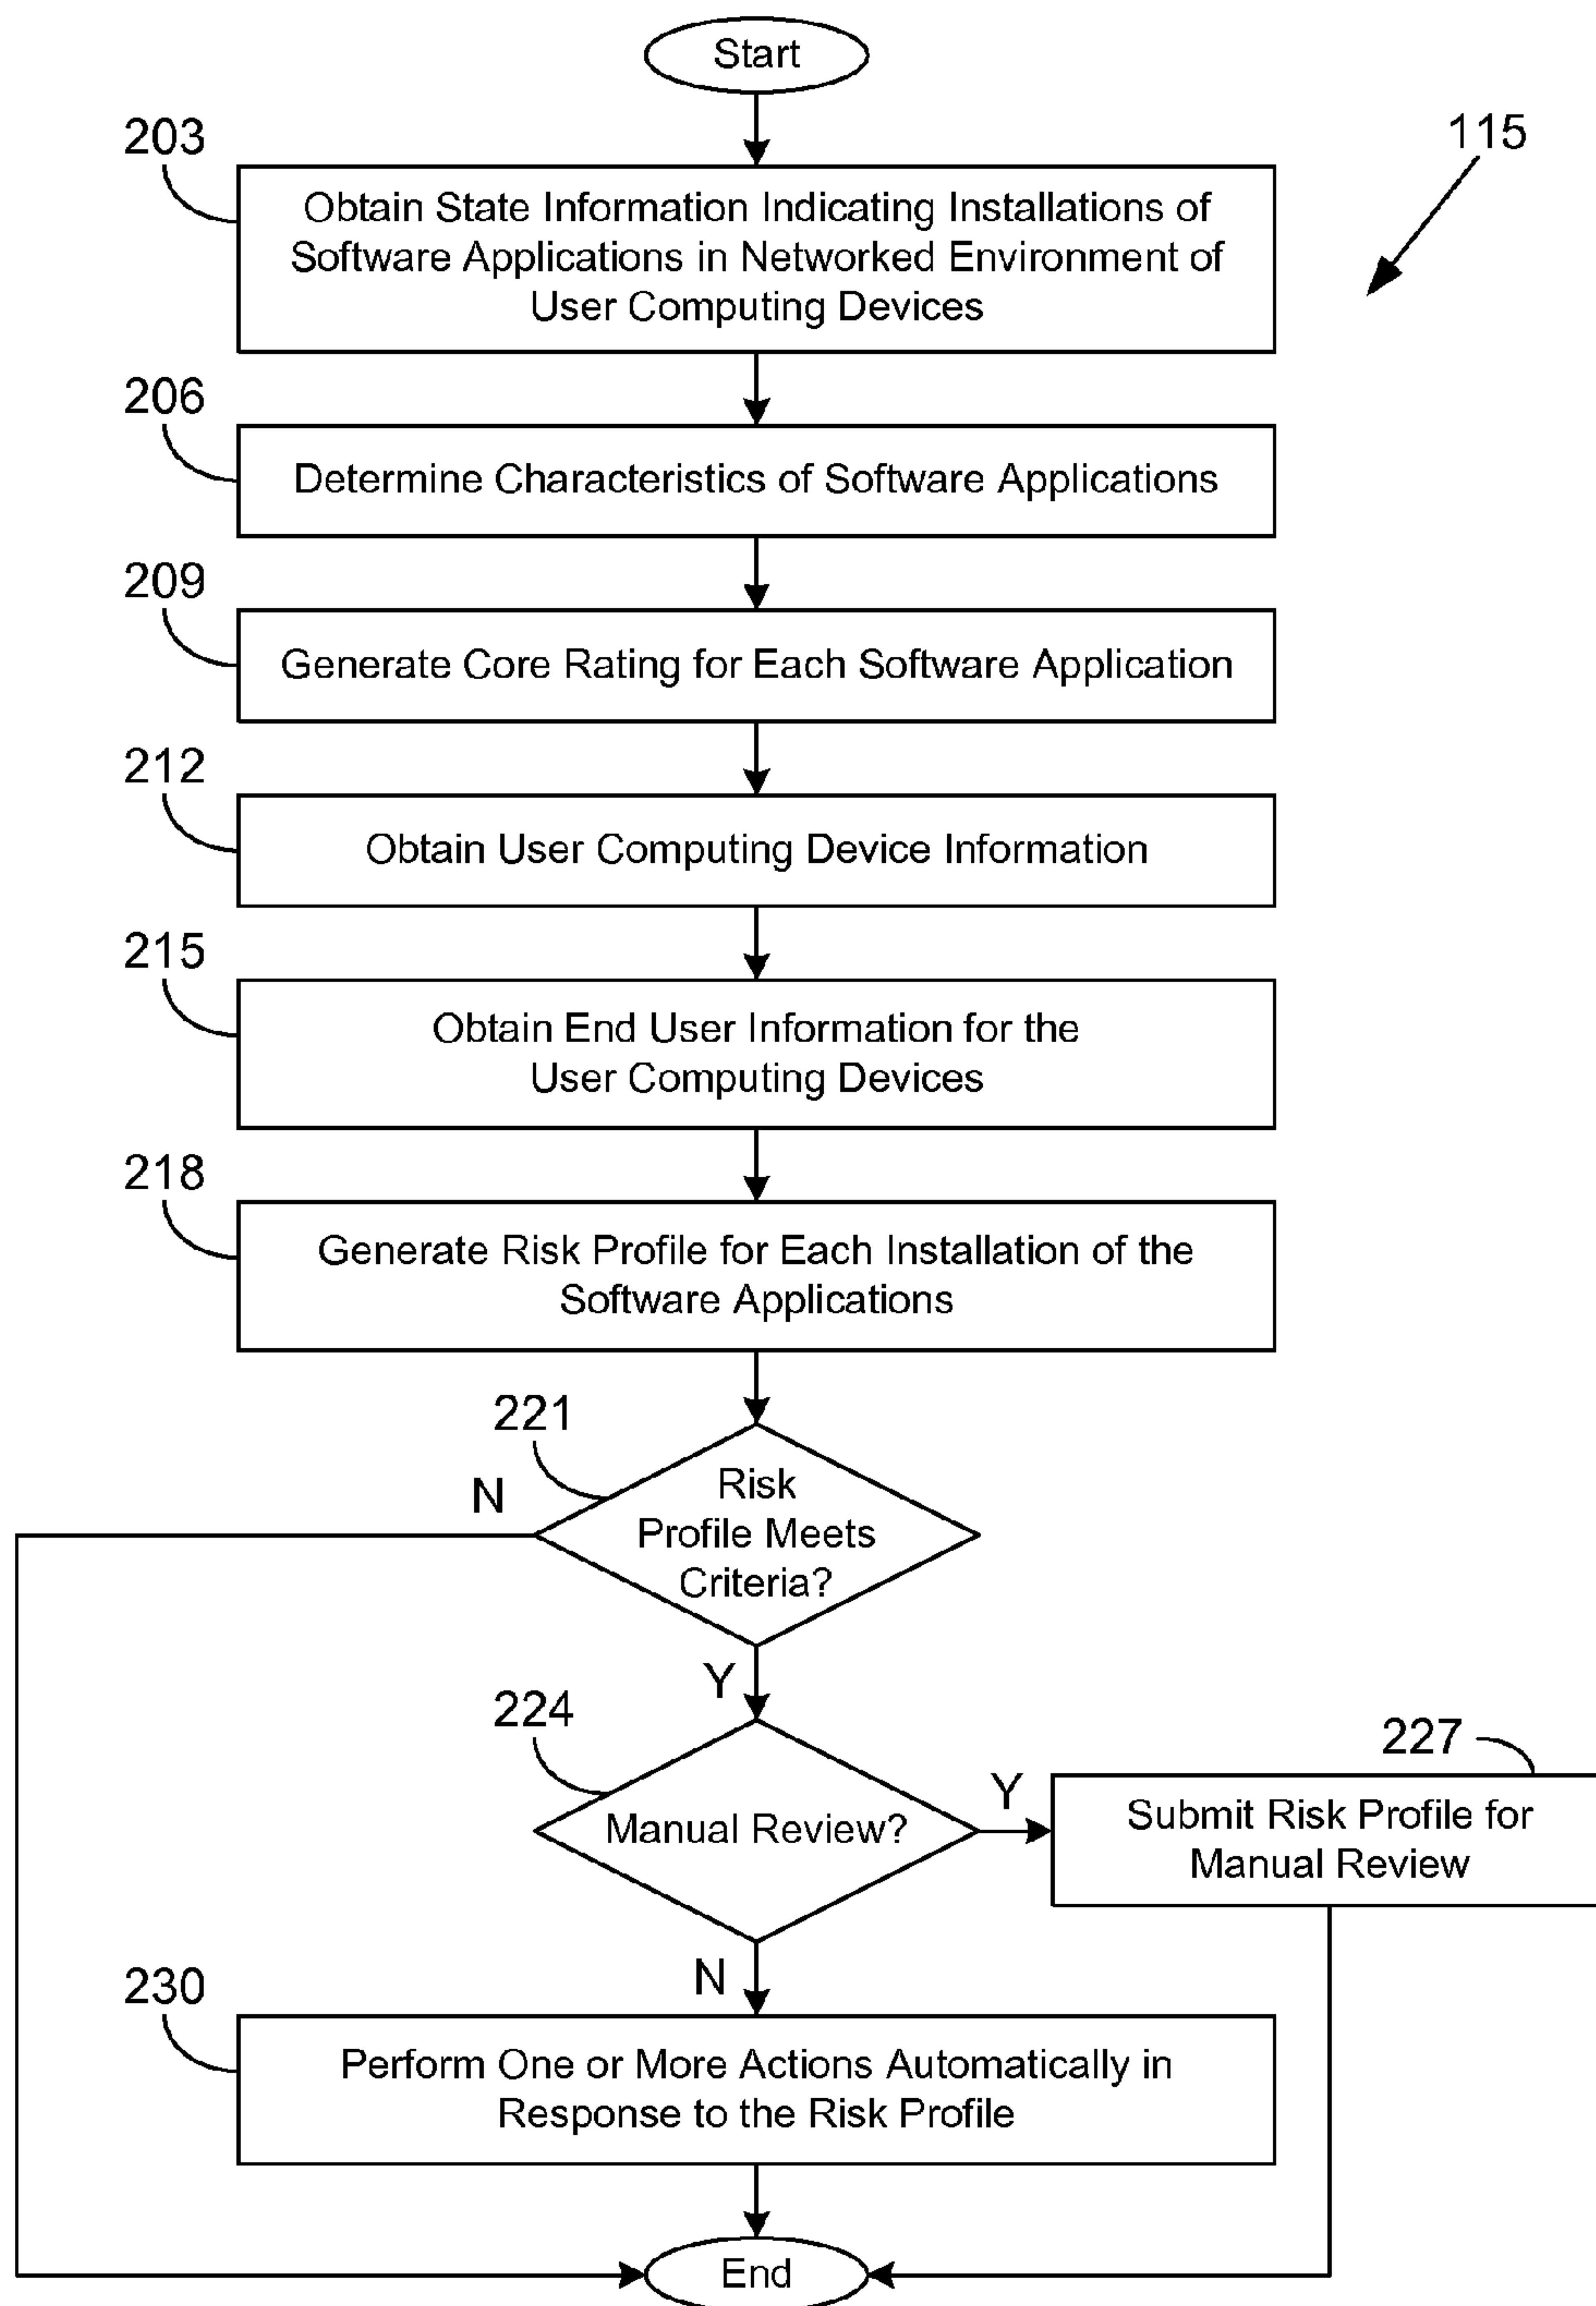 Start
203
115
Obtain State Information Indicating Installations of
Software Applications in Networked Environment of
User Computing Devices
206
Determine Characteristics of Software Applications
209
Generate Core Rating for Each Software Application
212
Obtain User Computing Device Information
215
Obtain End User Information for the
User Computing Devices
218
Generate Risk Profile for Each Installation of the
Software Applications
221
N
Risk
Profile Meets
Criteria?
Y
224
Manual Review?
Y
227
Submit Risk Profile for
Manual Review
N
230
Perform One or More Actions Automatically in
Response to the Risk Profile
End